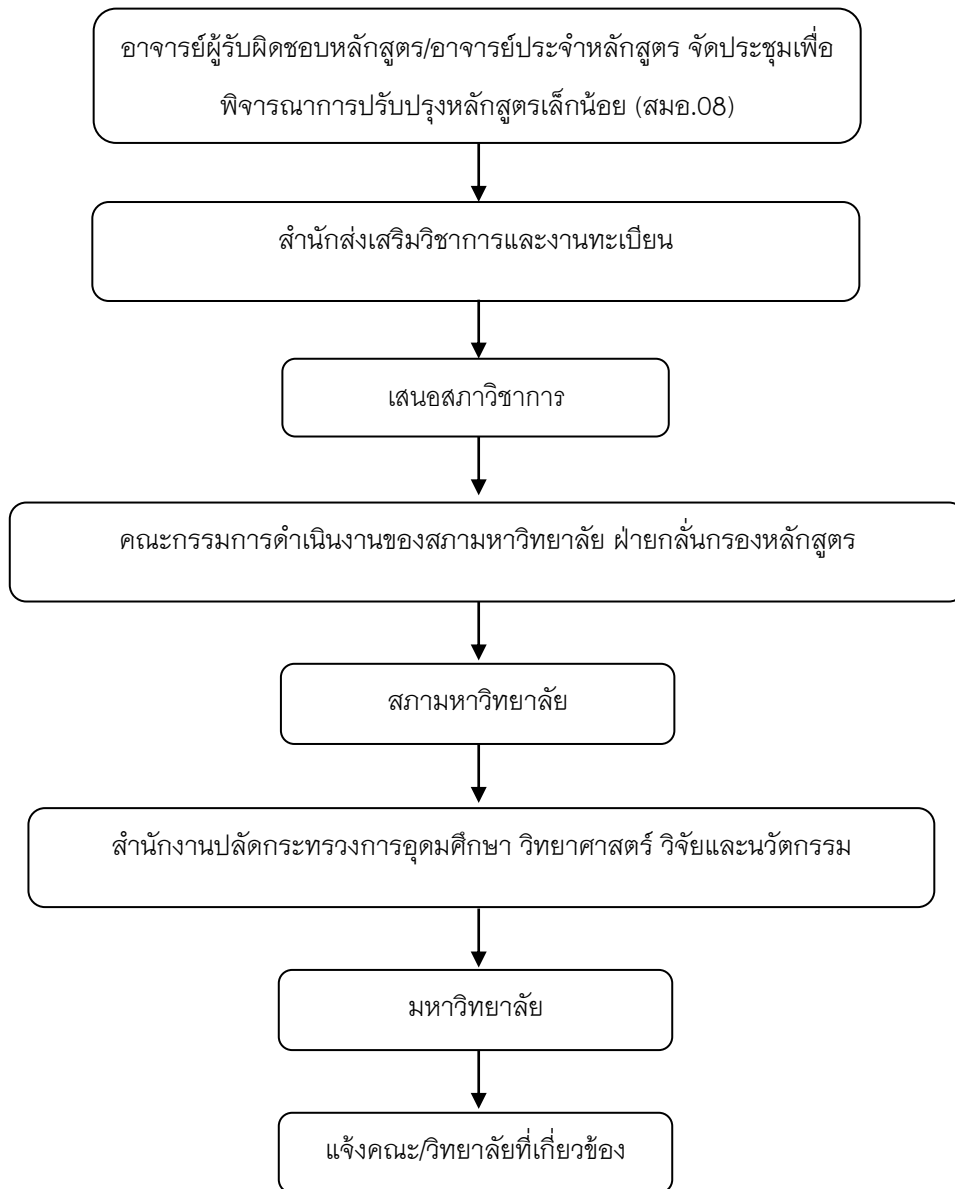 อาจารย์ผู้รับผิดชอบหลักสูตร/อาจารย์ประจำหลักสูตร จัดประชุมเพื่อ
พิจารณาการปรับปรุงหลักสูตรเล็กน้อย (สมอ.08)
สำนักส่งเสริมวิชาการและงานทะเบียน
เสนอสภาวิชาการ
คณะกรรมการดำเนินงานของสภามหาวิทยาลัย ฝ่ายกลั่นกรองหลักสูตร
สภามหาวิทยาลัย
สำนักงานปลัดกระทรวงการอุดมศึกษา วิทยาศาสตร์ วิจัยและนวัตกรรม
มหาวิทยาลัย
แจ้งคณะ/วิทยาลัยที่เกี่ยวข้อง